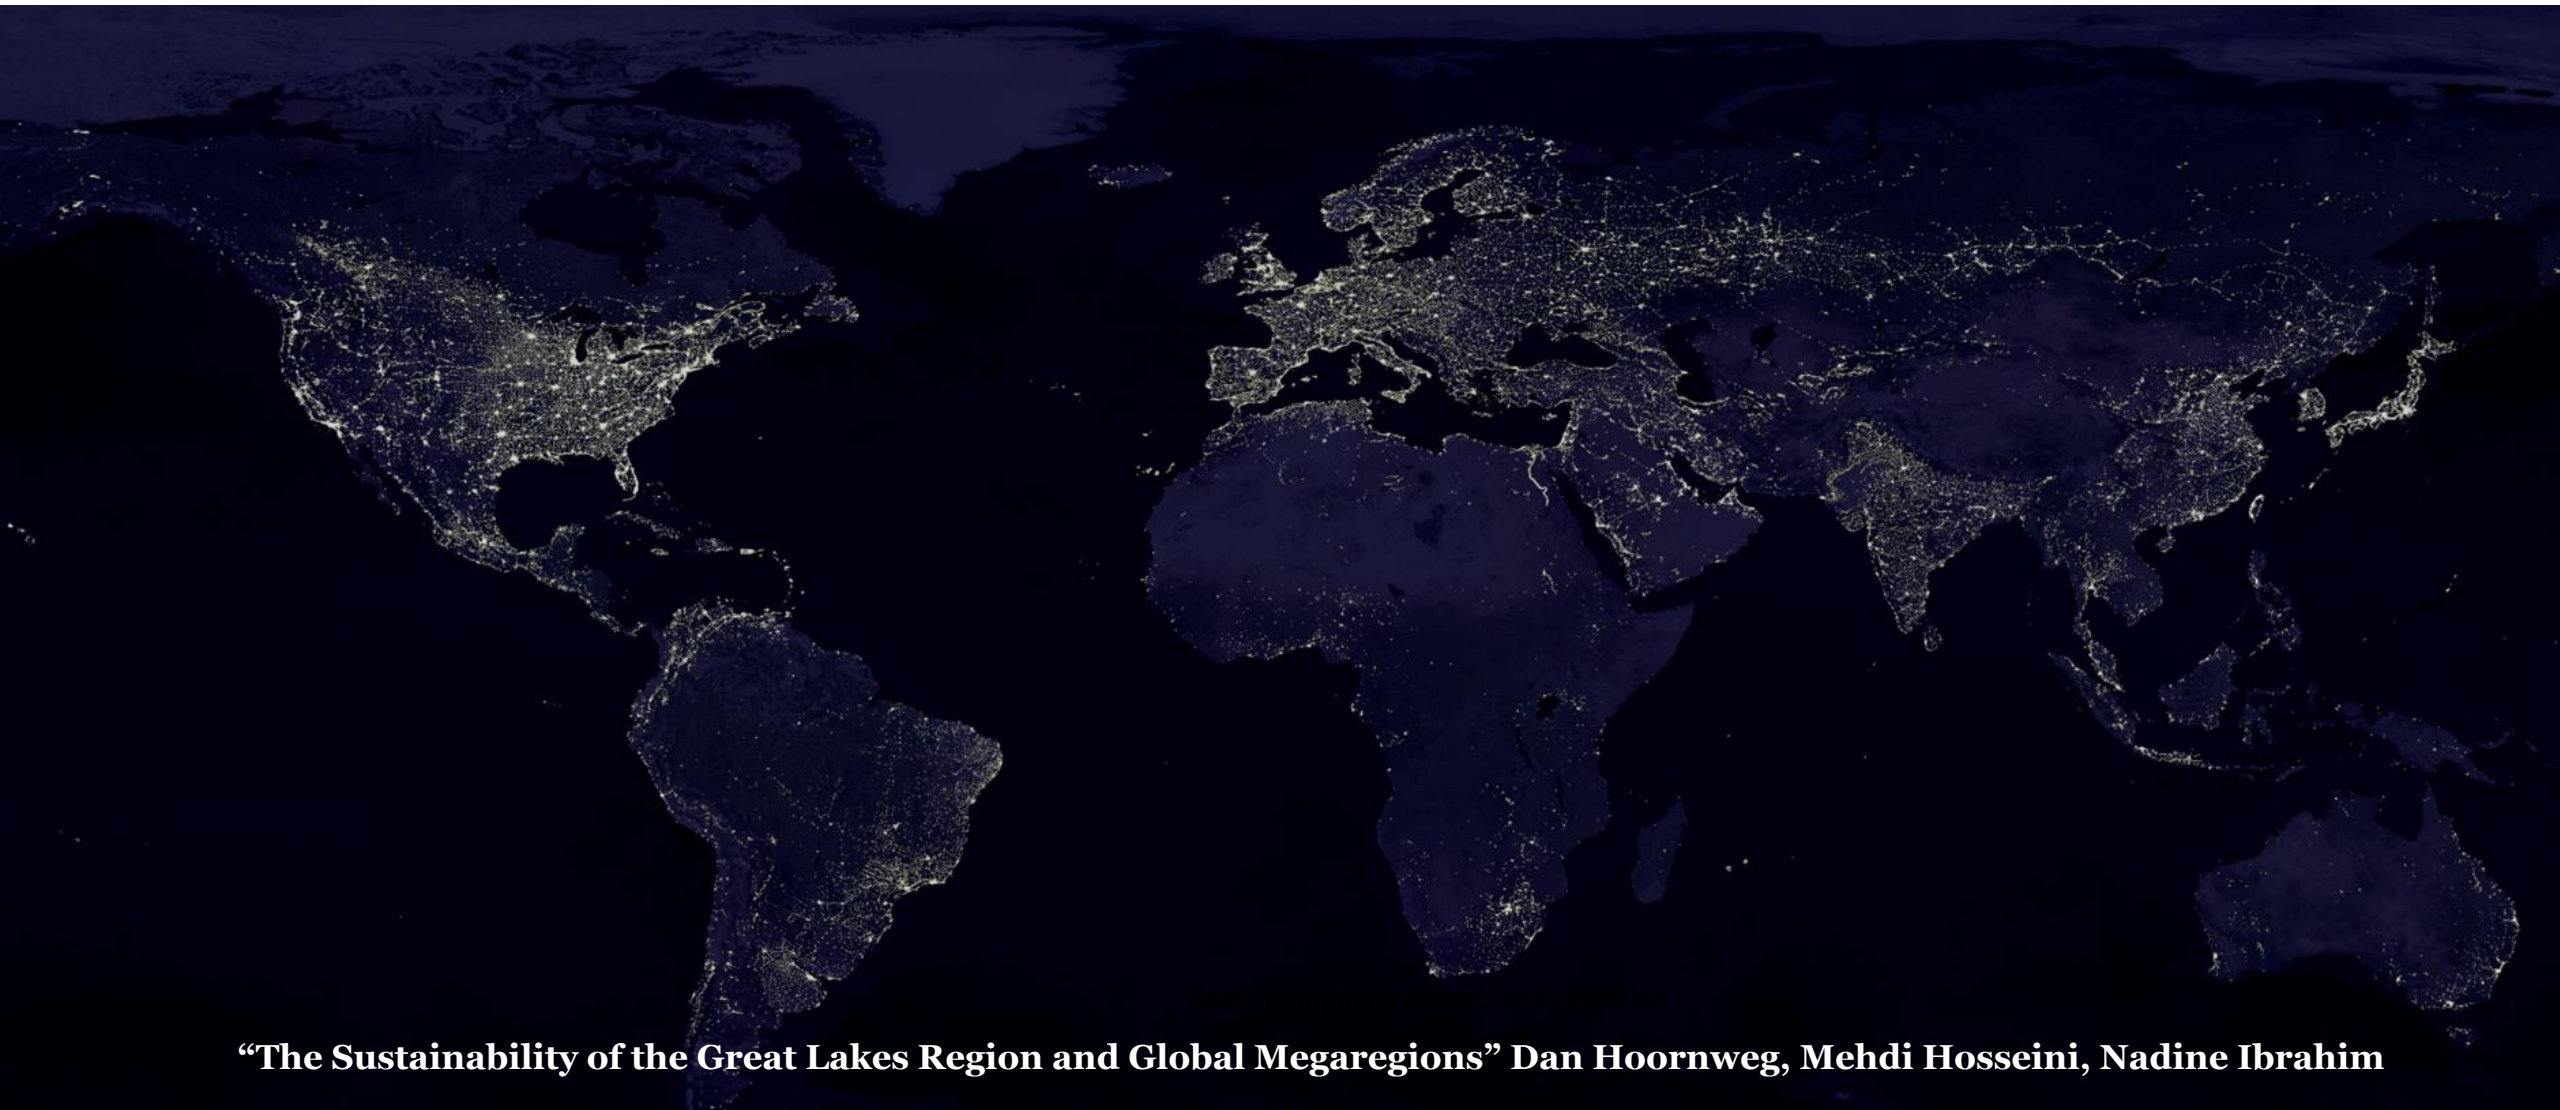 “The Sustainability of the Great Lakes Region and Global Megaregions” Dan Hoornweg, Mehdi Hosseini, Nadine Ibrahim